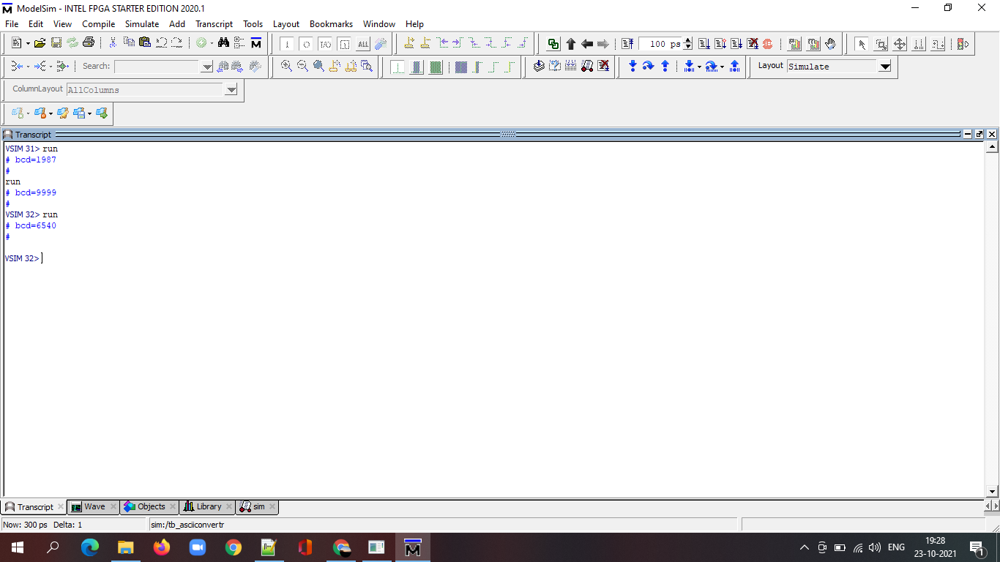 ModelSim - INTEL FPGA STARTER EDITION 2020.1
File Edit View Compile Simulate Add Transcript Tools Layout Bookmarks Window Help
100 ps
Search:
Layout Simulate
ColumnLayout AllColumns
Transcript
VSIM 31> run
# bcd=1987
#
run
# bcd=9999
#
VSIM 32> run
# bcd=6540
#
VSIM 32>
Transcript Wave Objects Library sim
Now: 300 ps Delta: 1 sim:/tb_asciiconvertr
ENG
19:28
23-10-2021
1